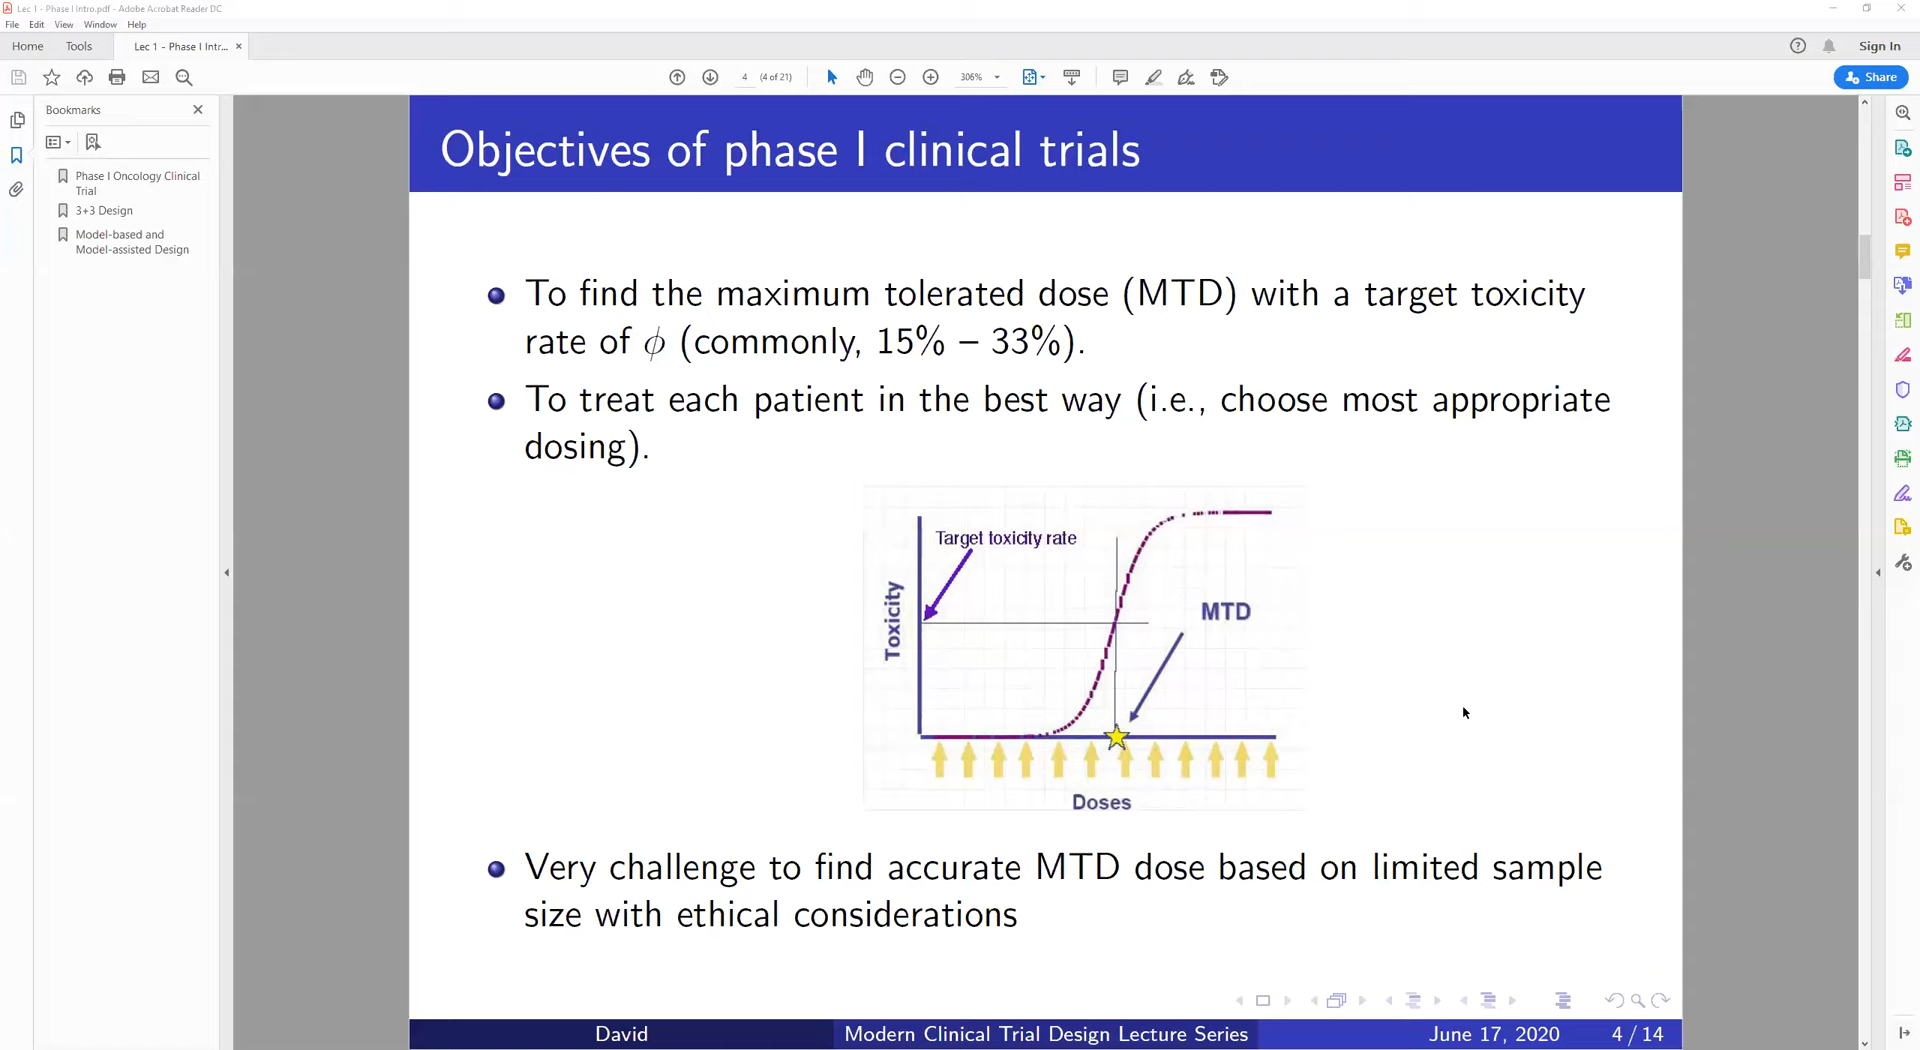 Lec 1 - Phase I Intro.pdf - Adobe Acrobat Reader DC
File Edit View Window Help
Home Tools Lec 1 - Phase I Intr... × Sign In
4 (4 of 21) 306% Share
Bookmarks
Phase I Oncology Clinical
Trial
3+3 Design
Model-based and
Model-assisted Design
Objectives of phase I clinical trials
To find the maximum tolerated dose (MTD) with a target toxicity
rate of ϕ (commonly, 15% – 33%).
To treat each patient in the best way (i.e., choose most appropriate
dosing).
Target toxicity rate
Toxicity
MTD
Doses
Very challenge to find accurate MTD dose based on limited sample
size with ethical considerations
David Modern Clinical Trial Design Lecture Series June 17, 2020 4 / 14